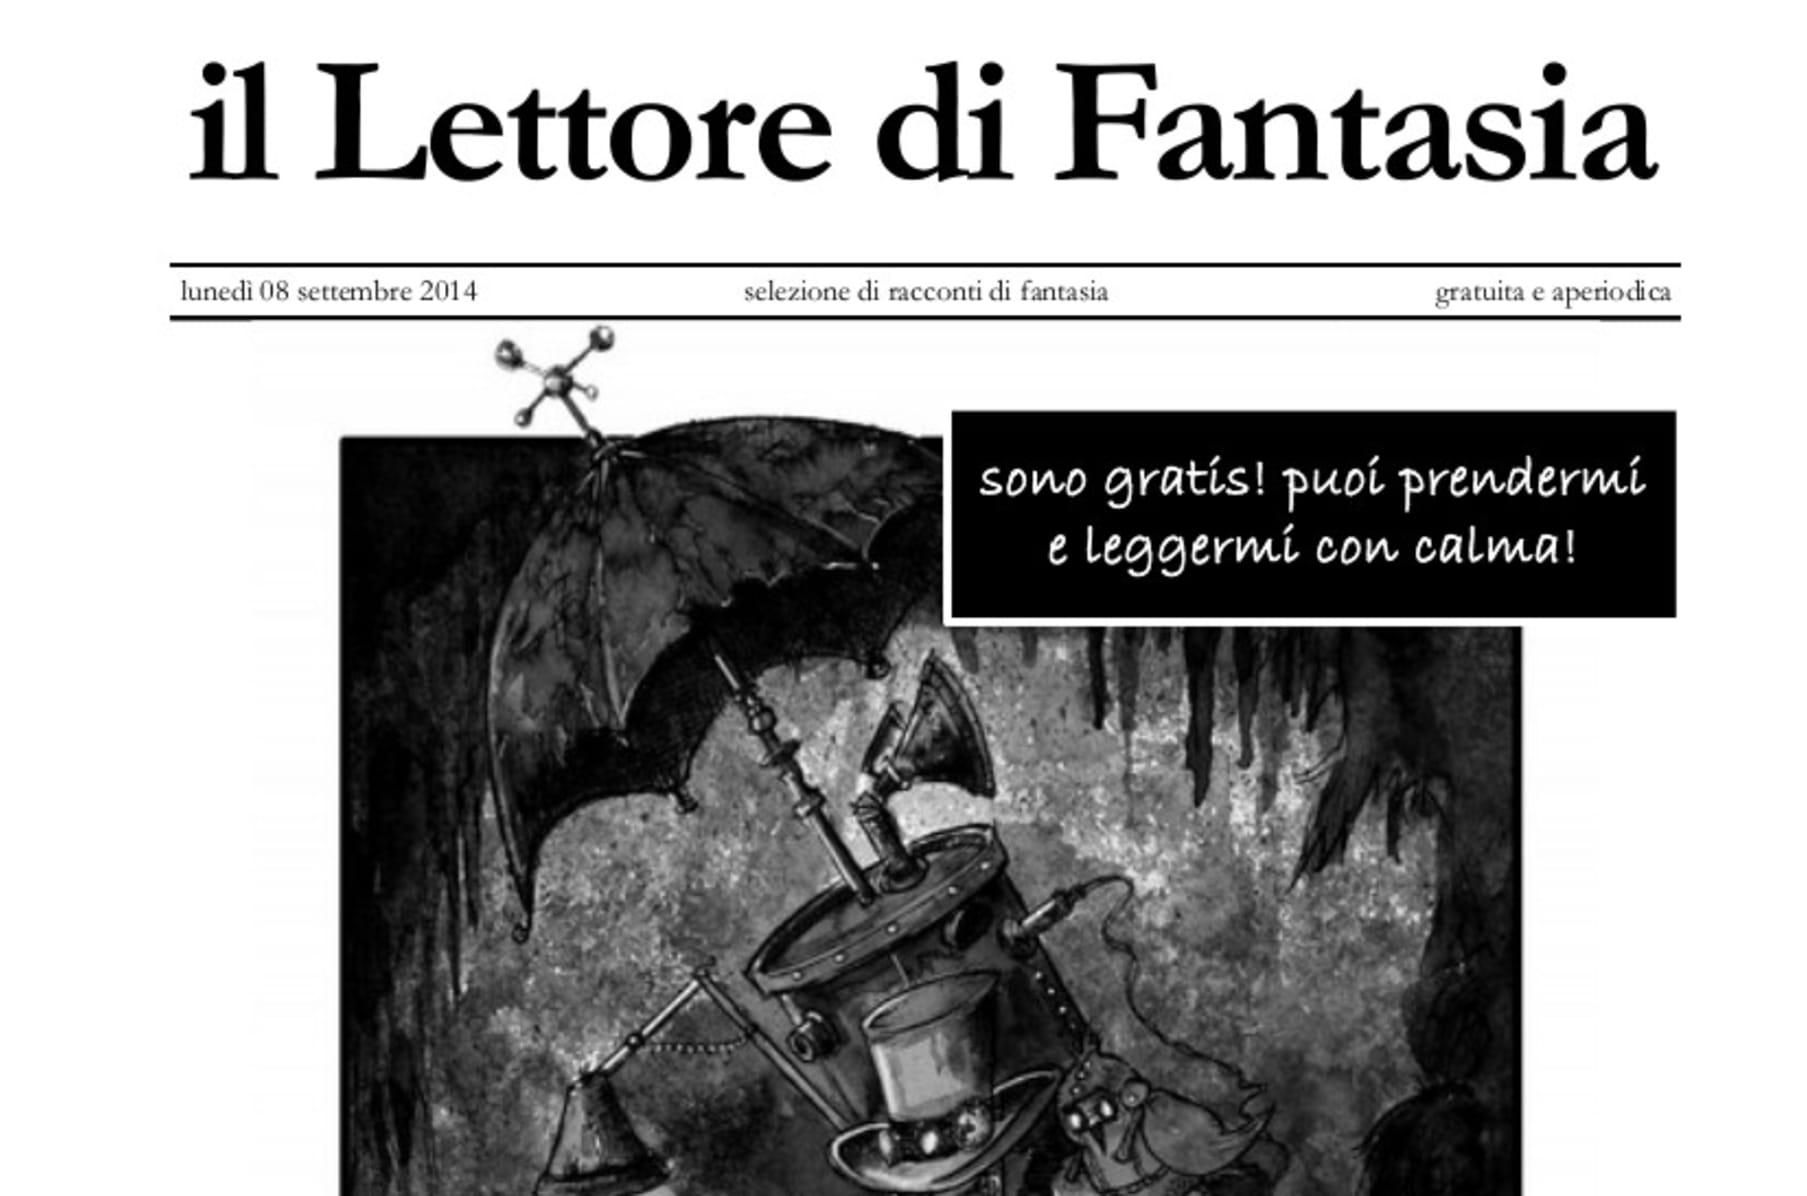 il Lettore di Fantasia
lunedì 08 settembre 2014 selezione di racconti di fantasia gratuita e aperiodica
sono gratis! puoi prendermi
e leggermi con calma!